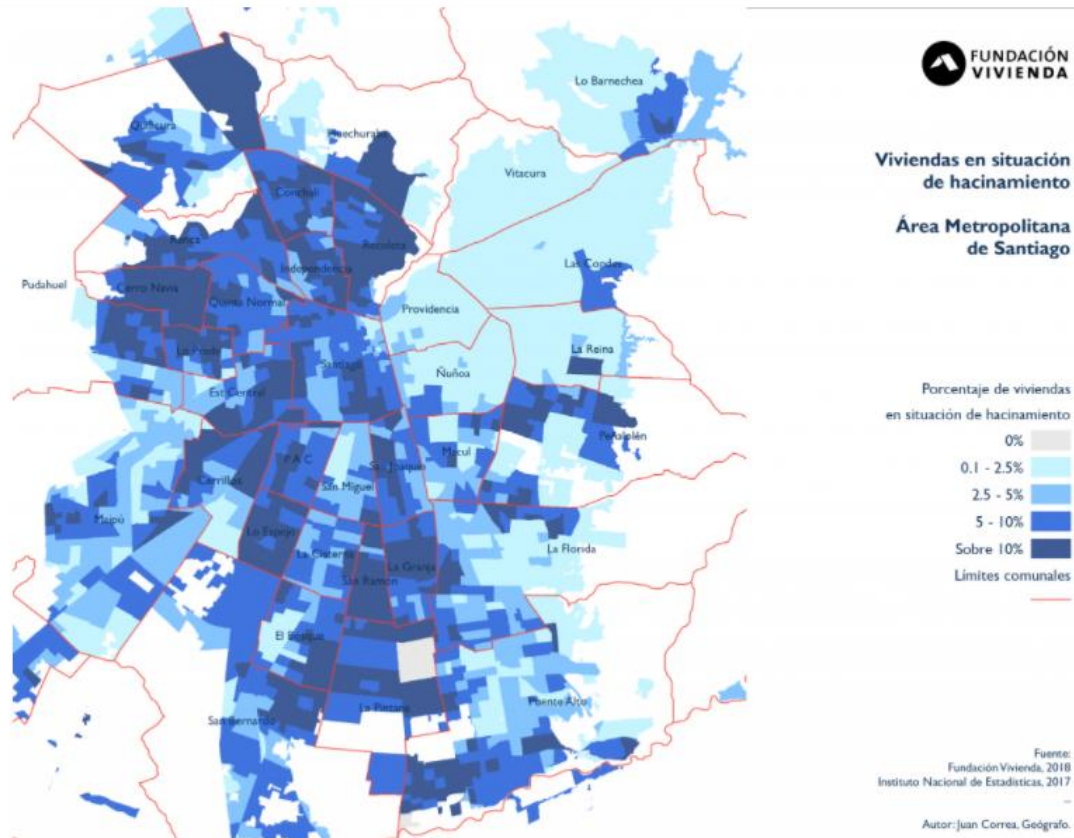 FUNDACIÓN
VIVIENDA
Viviendas en situación
de hacinamiento
Área Metropolitana
de Santiago
Lo Barnechea
Quilicura
Huechuraba
Vitacura
Conchalí
Renca
Recoleta
Independencia
Las Condes
Pudahuel
Cerro Navia
Quinta Normal
Providencia
Lo Prado
Santiago
La Reina
Ñuñoa
Est Central
Peñalolén
Macul
P A C
San Joaquín
Cerrillos
San Miguel
Maipú
Lo Espejo
La Florida
La Cisterna
La Granja
San Ramón
El Bosque
Puente Alto
La Pintana
San Bernardo
Porcentaje de viviendas
en situación de hacinamiento
0%
0.1 - 2.5%
2.5 - 5%
5 - 10%
Sobre 10%
Límites comunales
Fuente:
Fundación Vivienda, 2018
Instituto Nacional de Estadísticas, 2017
Autor: Juan Correa, Geógrafo.